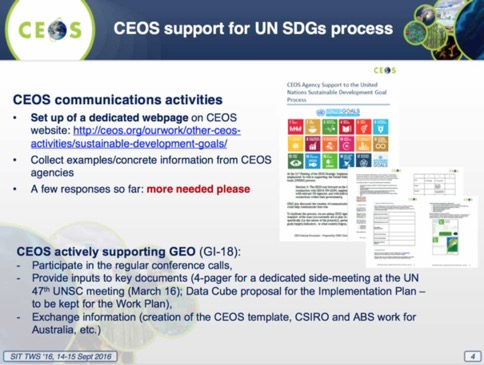 CEOS
CEOS support for UN SDGs process
CEOS
CEOS Agency Support to the United
Nations Sustainable Development Goal
Process
CEOS communications activities
• Set up of a dedicated webpage on CEOS
website: http://ceos.org/ourwork/other-ceos-
activities/sustainable-development-goals/
• Collect examples/concrete information from CEOS
agencies
• A few responses so far: more needed please
CEOS actively supporting GEO (GI-18):
- Participate in the regular conference calls,
- Provide inputs to key documents (4-pager for a dedicated side-meeting at the UN
47th UNSC meeting (March 16); Data Cube proposal for the Implementation Plan –
to be kept for the Work Plan),
- Exchange information (creation of the CEOS template, CSIRO and ABS work for
Australia, etc.)
SIT TWS '16, 14-15 Sept 2016
4